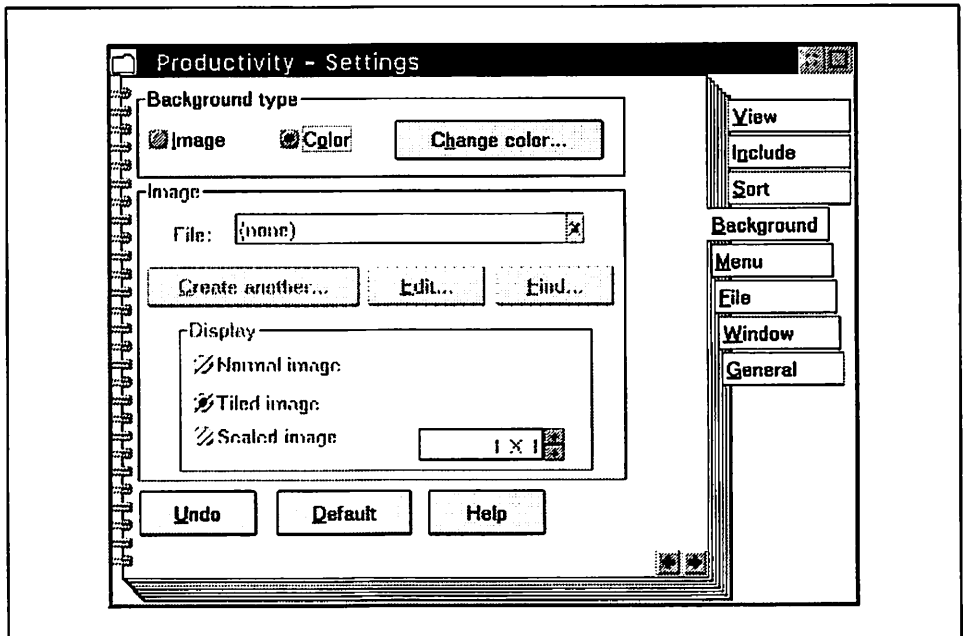 Productivity - Settings
Background type
Image Color Change color...
Image
File: (none)
Create another... Edit... Find...
Display
Normal image
Tiled image
Scaled image 1 X 1
Undo Default Help
View
Include
Sort
Background
Menu
File
Window
General